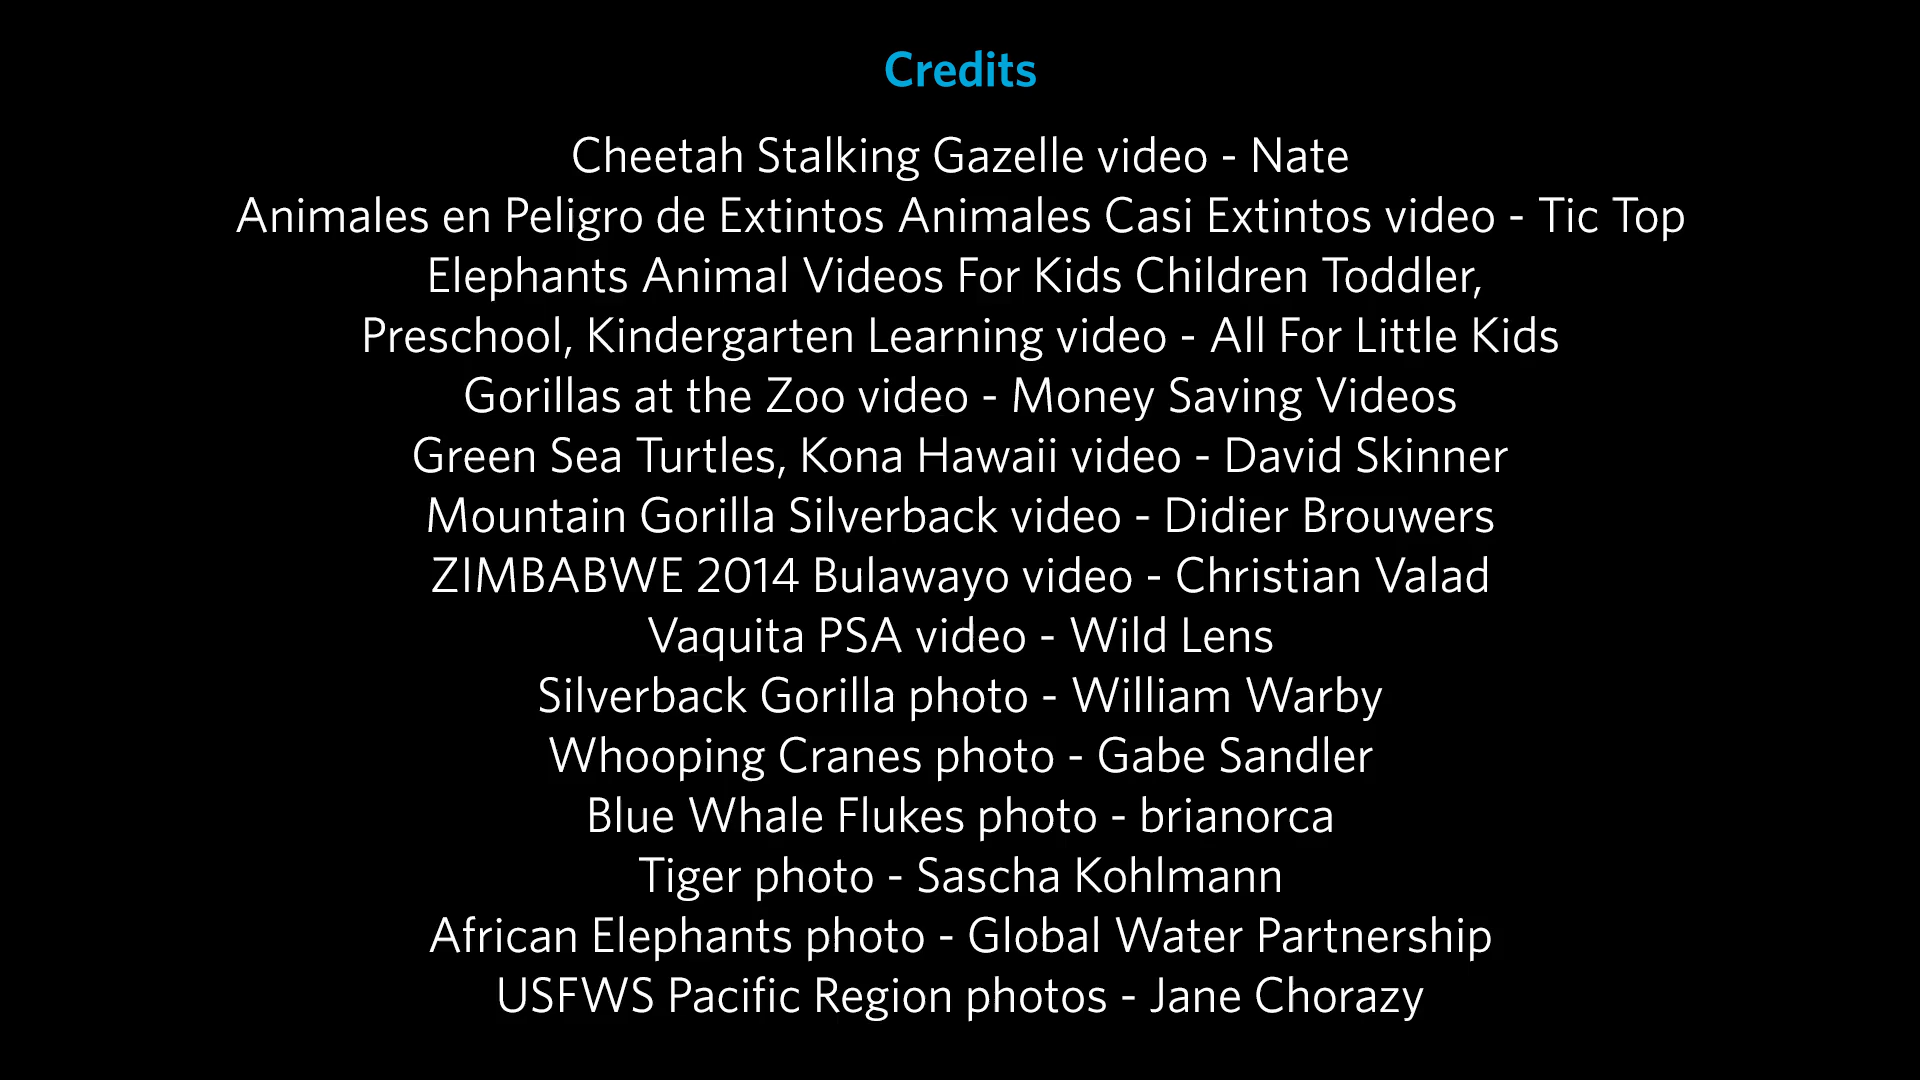 Credits
Cheetah Stalking Gazelle video - Nate
Animales en Peligro de Extintos Animales Casi Extintos video - Tic Top
Elephants Animal Videos For Kids Children Toddler,
Preschool, Kindergarten Learning video - All For Little Kids
Gorillas at the Zoo video - Money Saving Videos
Green Sea Turtles, Kona Hawaii video - David Skinner
Mountain Gorilla Silverback video - Didier Brouwers
ZIMBABWE 2014 Bulawayo video - Christian Valad
Vaquita PSA video - Wild Lens
Silverback Gorilla photo - William Warby
Whooping Cranes photo - Gabe Sandler
Blue Whale Flukes photo - brianorca
Tiger photo - Sascha Kohlmann
African Elephants photo - Global Water Partnership
USFWS Pacific Region photos - Jane Chorazy